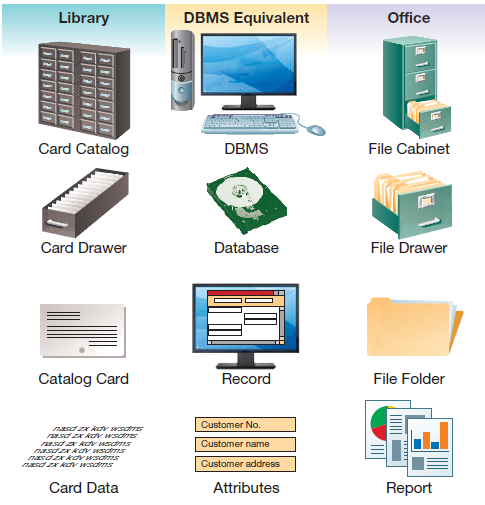 Library
DBMS Equivalent
Office
Card Catalog
DBMS
File Cabinet
Card Drawer
Database
File Drawer
Catalog Card
Record
File Folder
nasd zx kdv wsdms
nasd zx kdv wsdms
nasd zx kdv wsdms
nasd zx kdv wsdms
nasd zx kdv wsdms
nasd zx kdv wsdms
Customer No.
Customer name
Customer address
Card Data
Attributes
Report